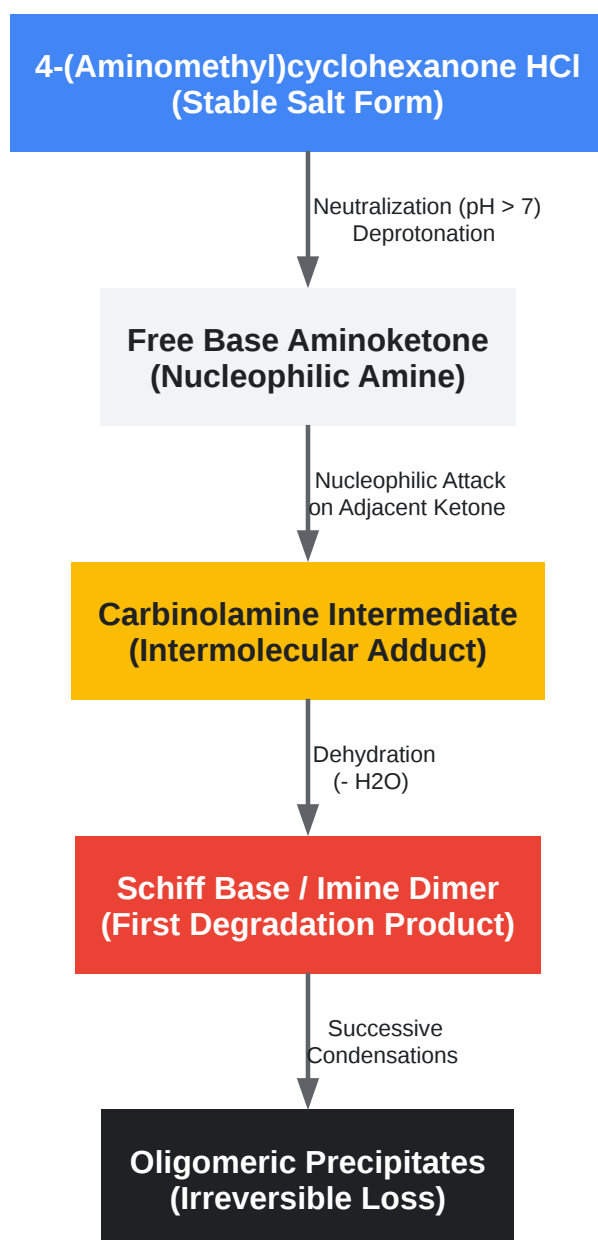 4-(Aminomethyl)cyclohexanone HCl
(Stable Salt Form)
Neutralization (pH > 7)
Deprotonation
Free Base Aminoketone
(Nucleophilic Amine)
Nucleophilic Attack
on Adjacent Ketone
Carbinolamine Intermediate
(Intermolecular Adduct)
Dehydration
(- H2O)
Schiff Base / Imine Dimer
(First Degradation Product)
Successive
Condensations
Oligomeric Precipitates
(Irreversible Loss)